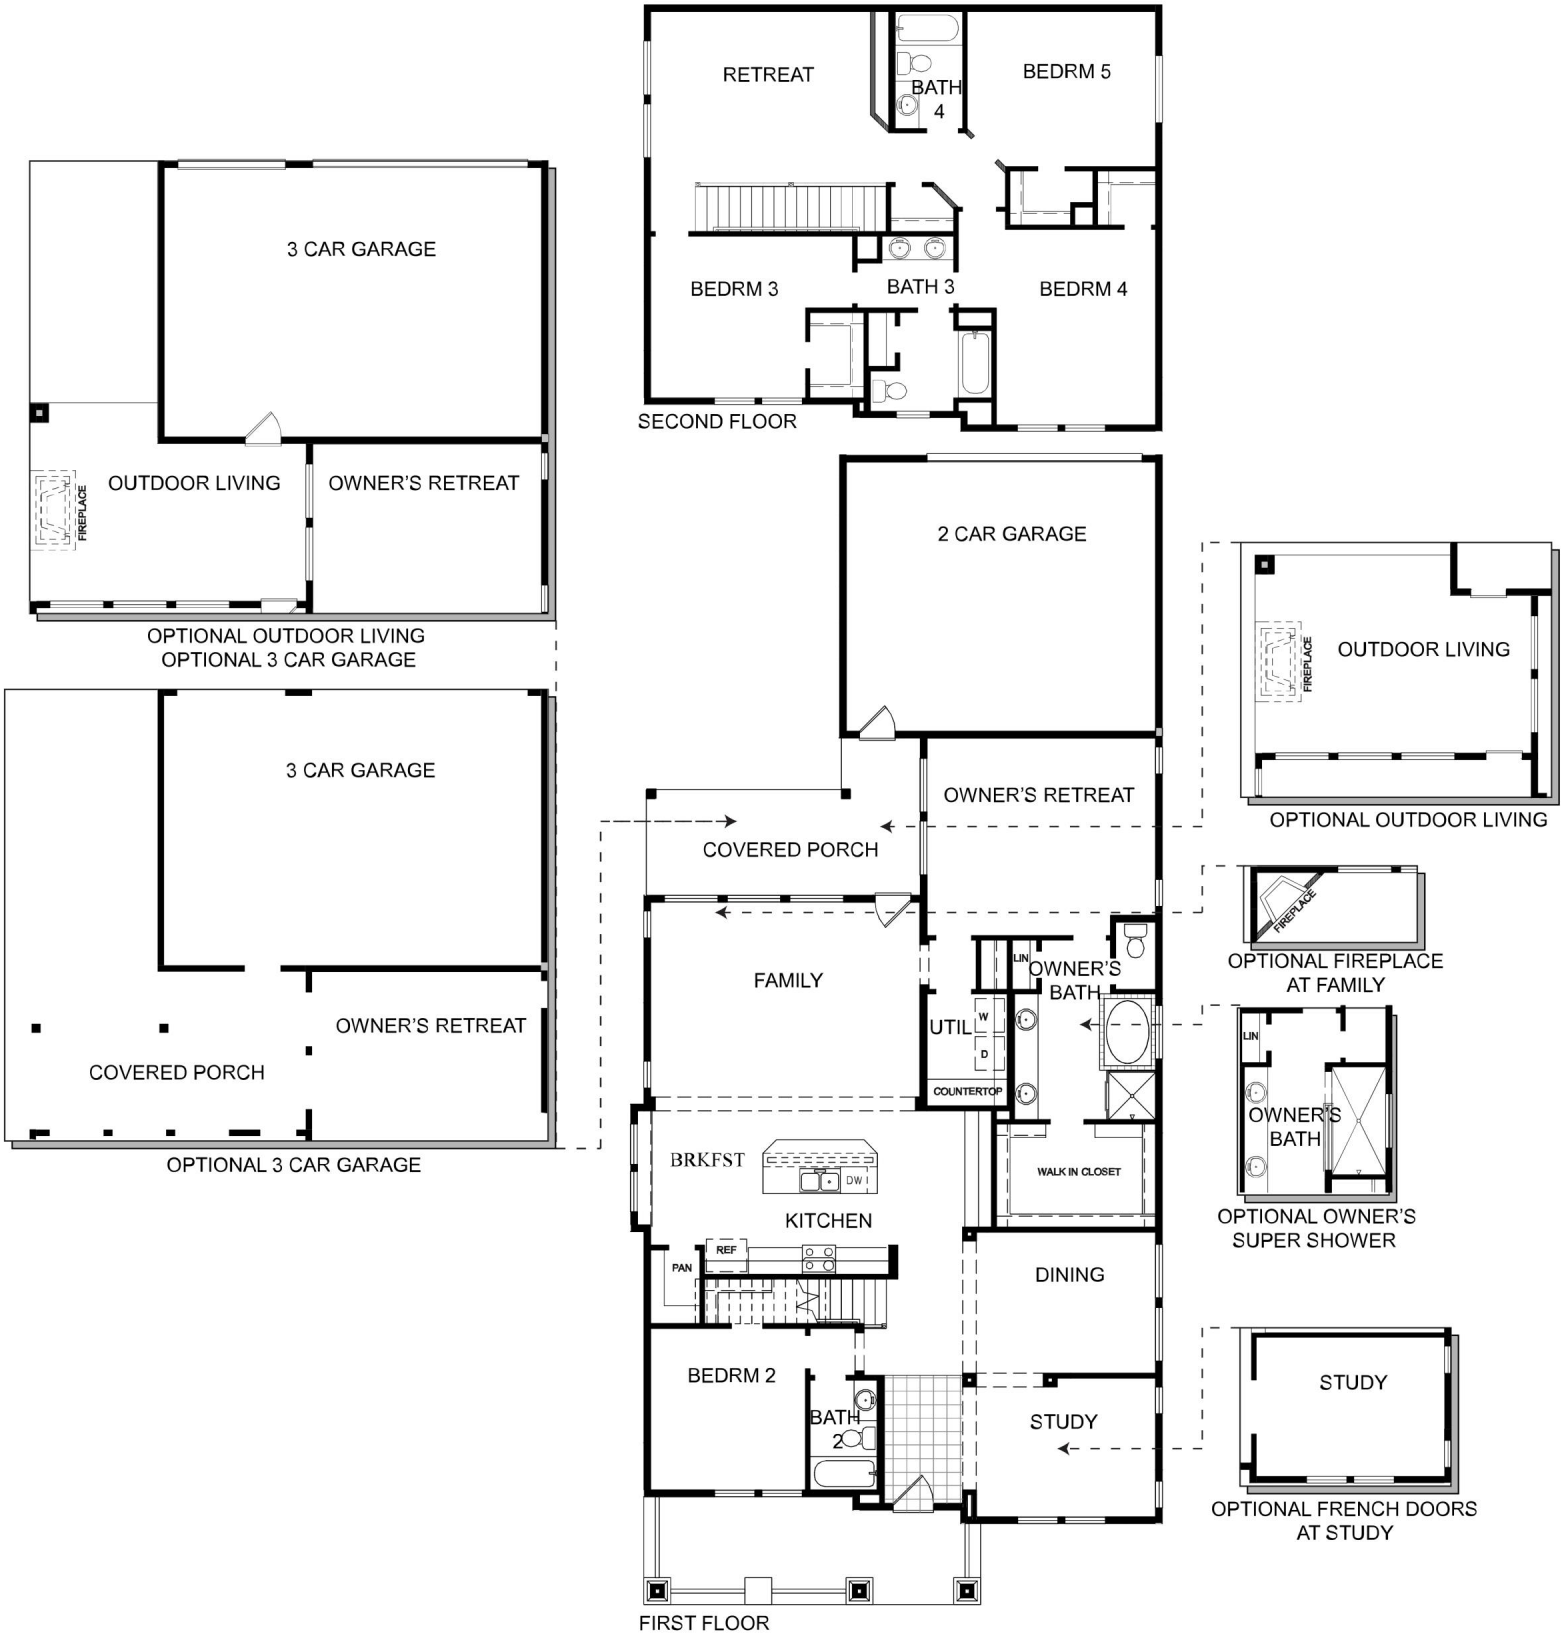 RETREAT
BATH
4
BEDRM 5
BEDRM 3
BATH 3
BEDRM 4
SECOND FLOOR
3 CAR GARAGE
OUTDOOR LIVING
OWNER'S RETREAT
FIREPLACE
OPTIONAL OUTDOOR LIVING
OPTIONAL 3 CAR GARAGE
3 CAR GARAGE
OWNER'S RETREAT
COVERED PORCH
OPTIONAL 3 CAR GARAGE
2 CAR GARAGE
OWNER'S RETREAT
COVERED PORCH
FAMILY
LIN
OWNER'S
BATH
UTIL
W
D
COUNTERTOP
BRKFST
DW
WALK IN CLOSET
KITCHEN
REF
PAN
DINING
BEDRM 2
BATH
2
STUDY
FIRST FLOOR
OUTDOOR LIVING
FIREPLACE
OPTIONAL OUTDOOR LIVING
FIREPLACE
OPTIONAL FIREPLACE
AT FAMILY
LIN
OWNER'S
BATH
OPTIONAL OWNER'S
SUPER SHOWER
STUDY
OPTIONAL FRENCH DOORS
AT STUDY